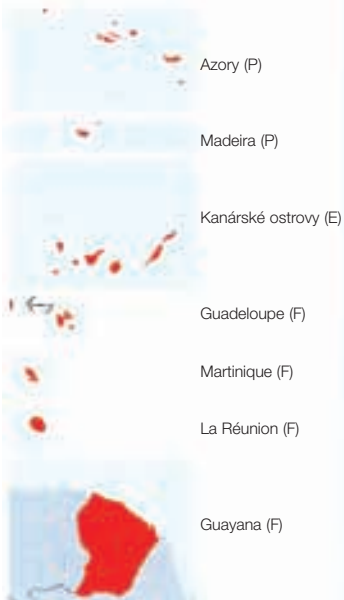 Azory (P)
Madeira (P)
Kanárské ostrovy (E)
Guadeloupe (F)
Martinique (F)
La Réunion (F)
Guayana (F)